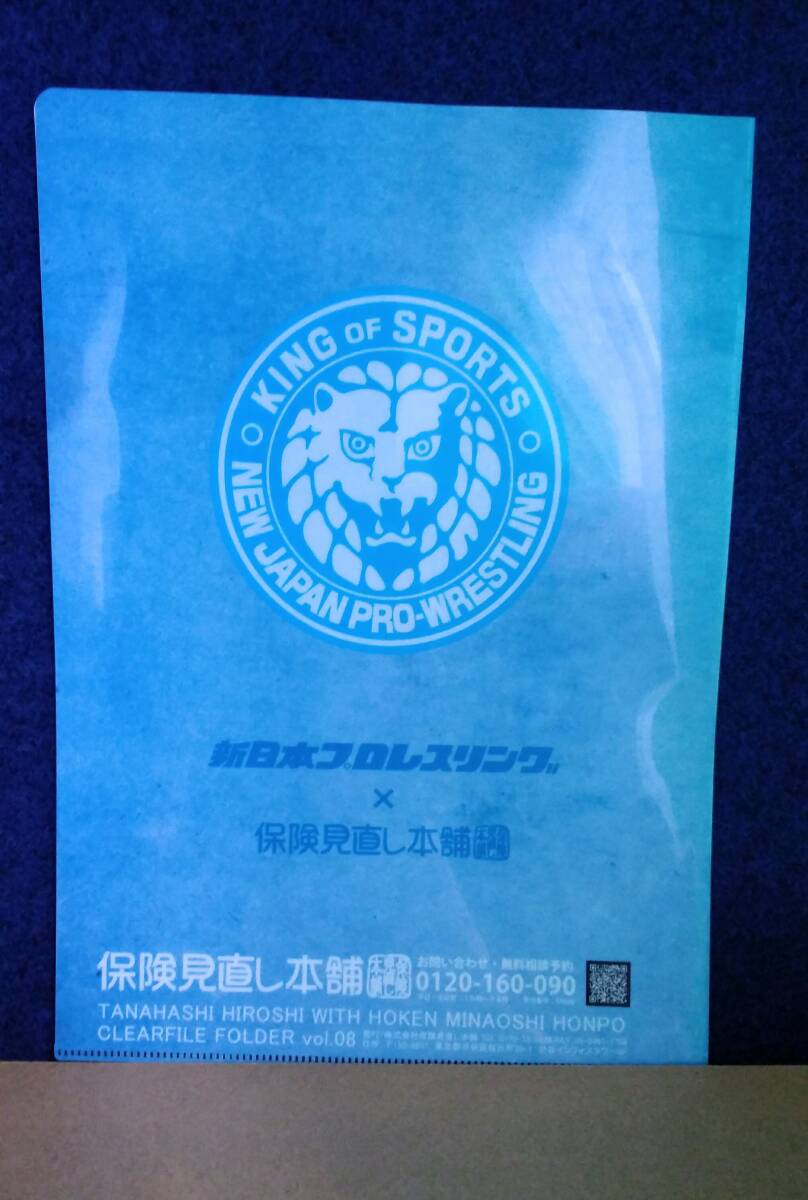 KING OF SPORTS
NEW JAPAN PRO-WRESTLING
新日本プロレスリング
×
保険見直し本舗
保険見直し本舗
お問い合わせ・無料相談予約
0120-160-090
TANAHASHI HIROSHI WITH HOKEN MINAOSHI HONPO
CLEARFILE FOLDER vol.08